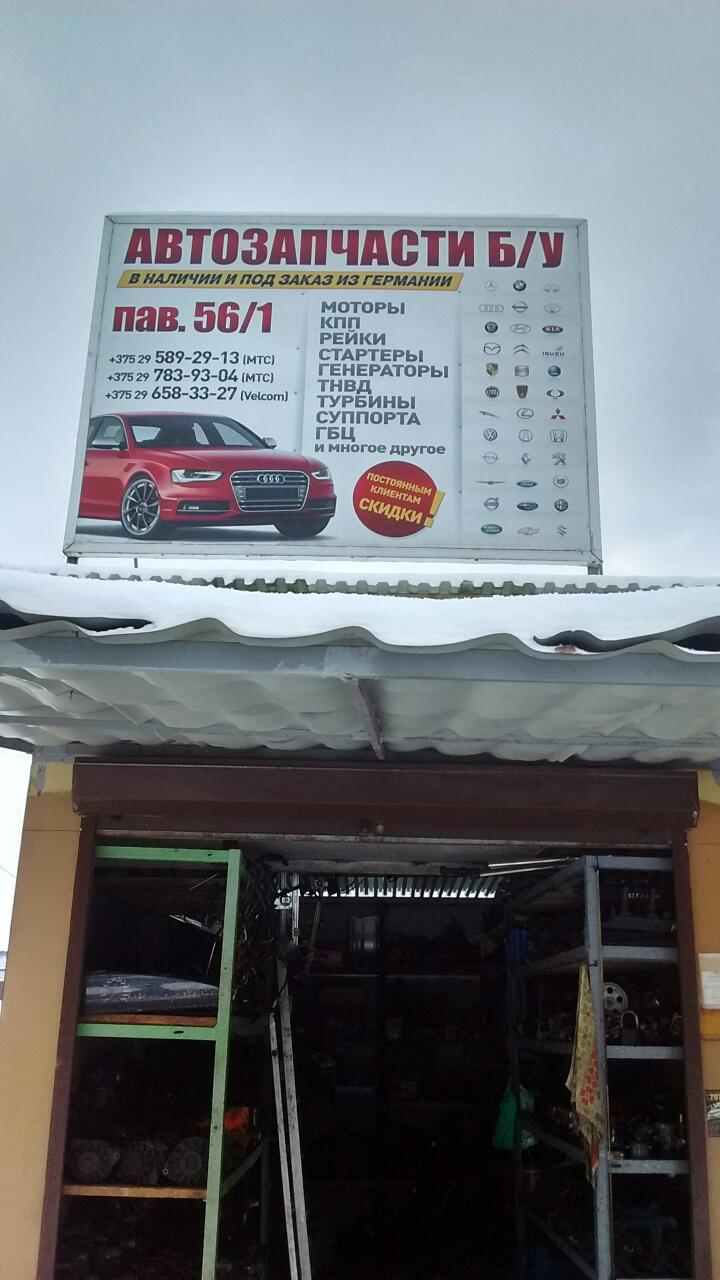 АВТОЗАПЧАСТИ Б/У
В НАЛИЧИИ И ПОД ЗАКАЗ ИЗ ГЕРМАНИИ
пав. 56/1
+375 29 589-29-13 (МТС)
+375 29 783-93-04 (МТС)
+375 29 658-33-27 (Velcom)
МОТОРЫ
КПП
РЕЙКИ
СТАРТЕРЫ
ГЕНЕРАТОРЫ
ТНВД
ТУРБИНЫ
СУППОРТА
ГБЦ
и многое другое
ПОСТОЯННЫМ
КЛИЕНТАМ
СКИДКИ!
KIA
ISUZU